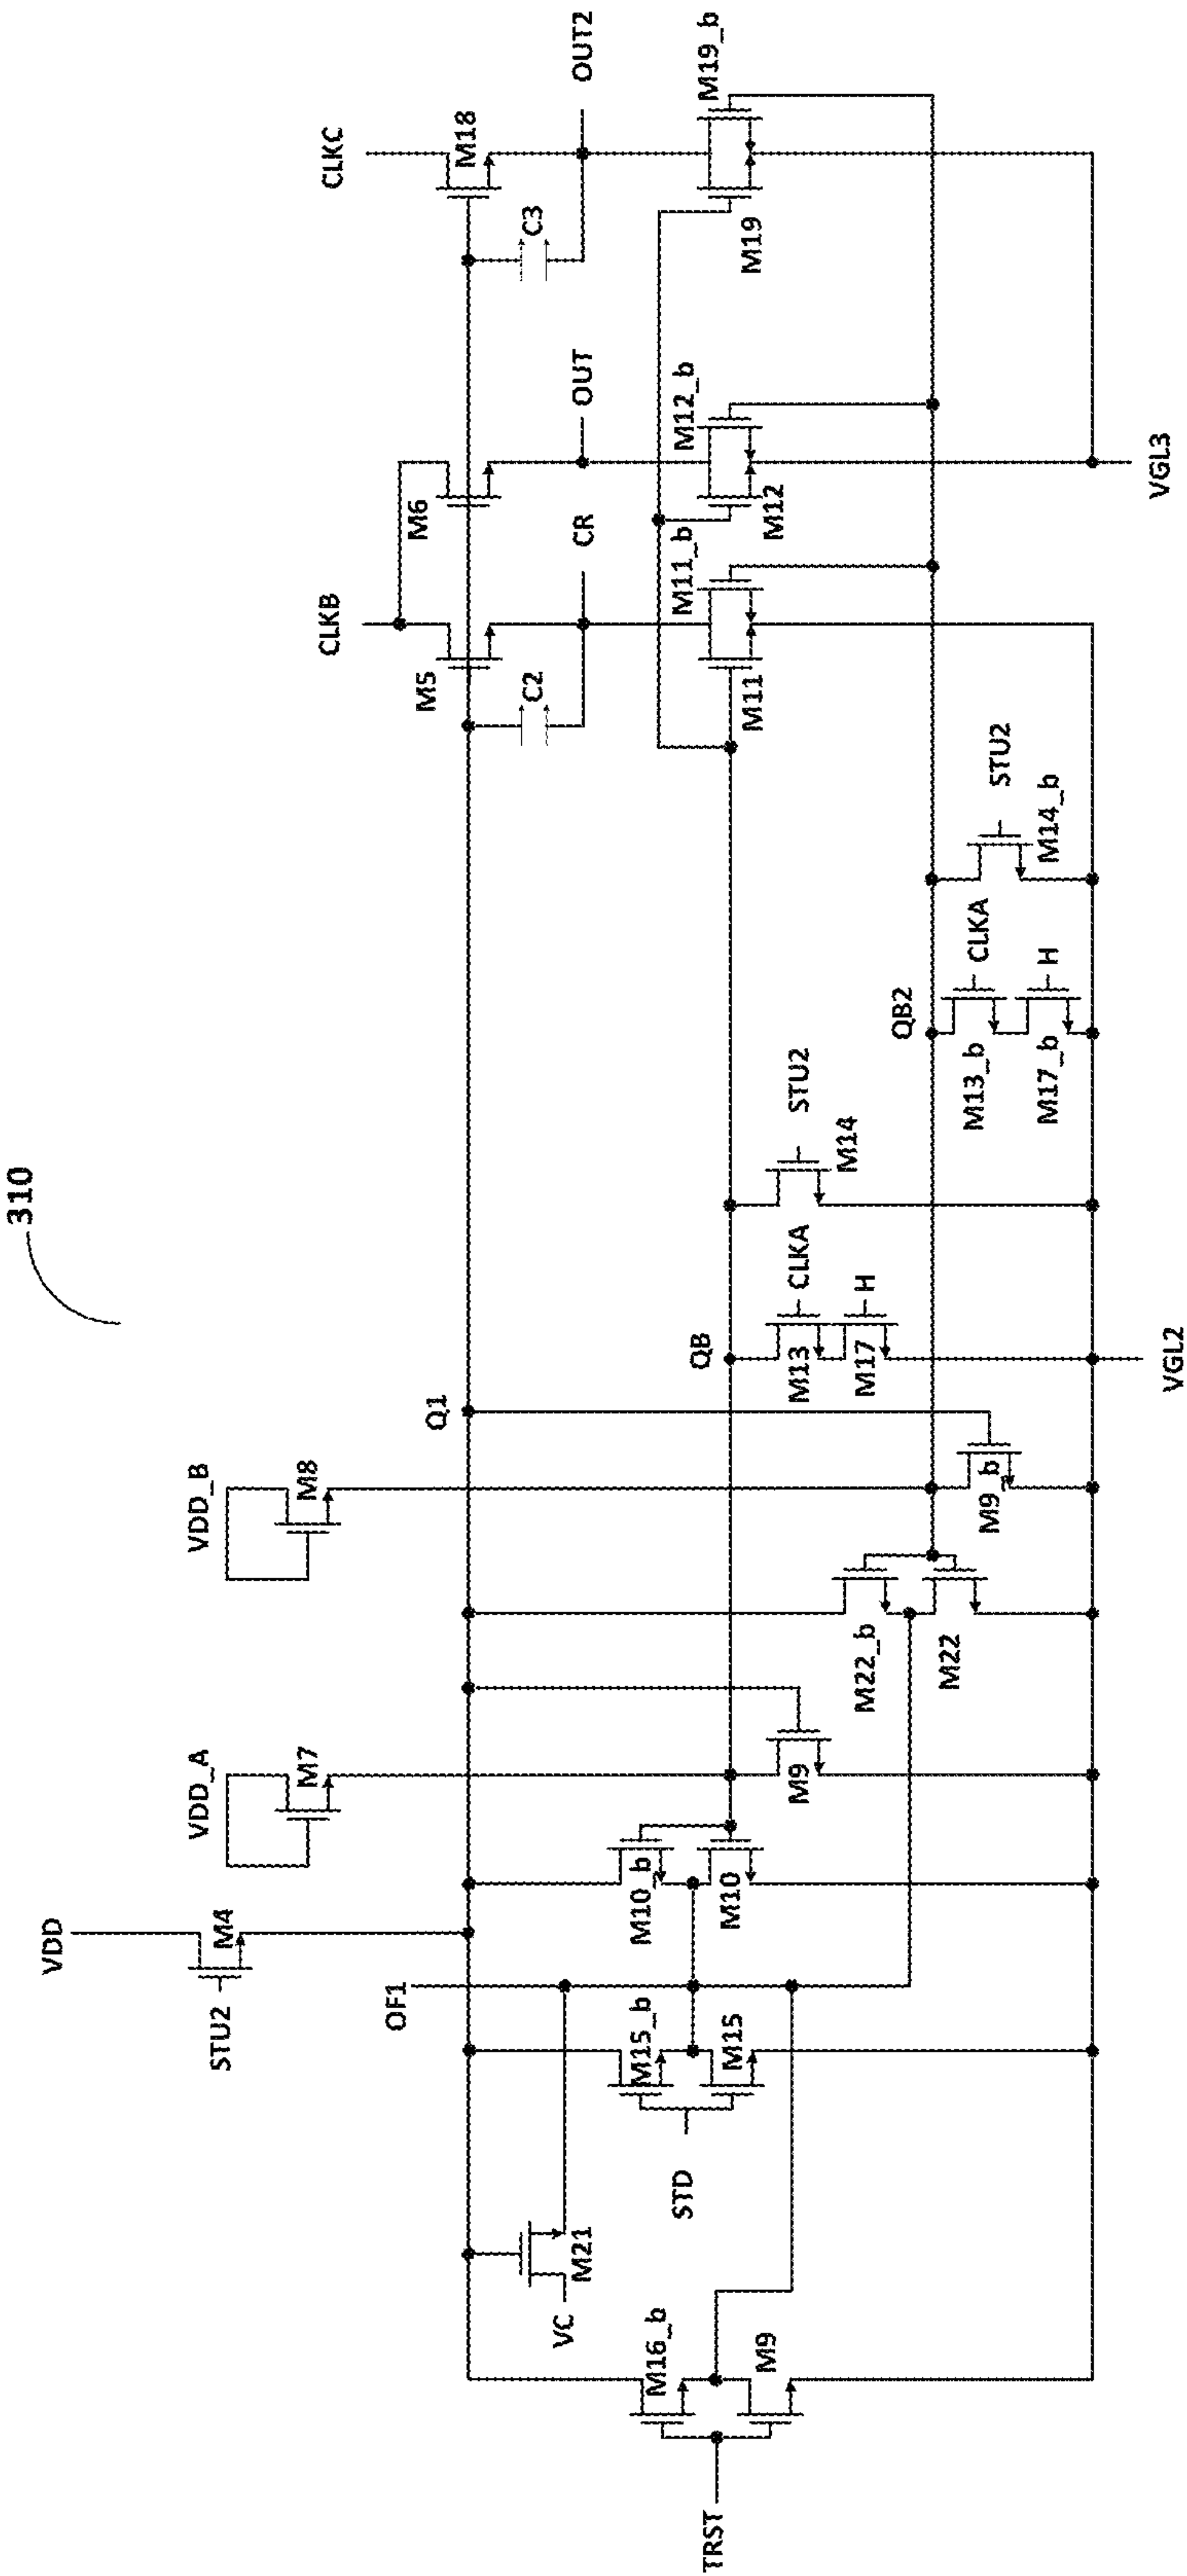 310
VDD
VDD_A
VDD_B
STU2
M4
M7
M8
Q1
CLKB
CLKC
OF1
M5
M6
M18
C2
C3
CR
OUT
OUT2
VC
M21
M15_b
M15
STD
M10_b
M10
QB
M11
M11_b
M12
M12_b
M19
M19_b
TRST
M16_b
M9
M9
M22_b
M22
M9_b
M13
CLKA
M17
H
M14
STU2
QB2
M13_b
CLKA
M17_b
H
M14_b
STU2
VGL2
VGL3